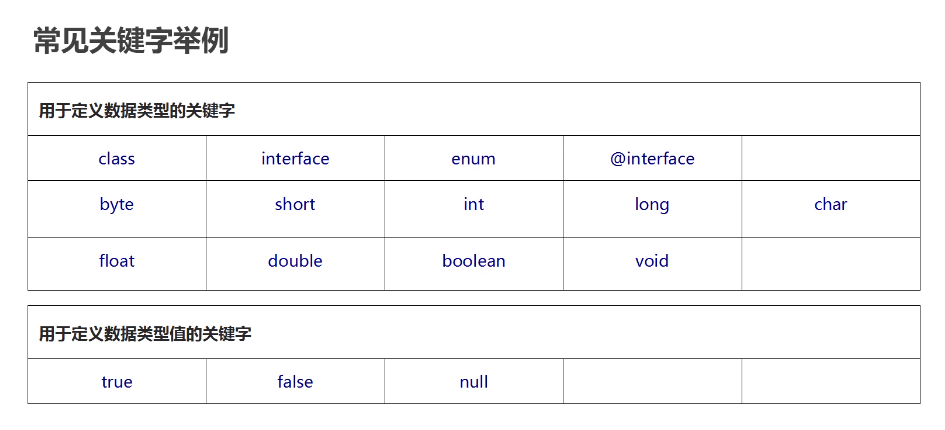 常见关键字举例
用于定义数据类型的关键字
class interface enum @interface
byte short int long char
float double boolean void
用于定义数据类型值的关键字
true false null